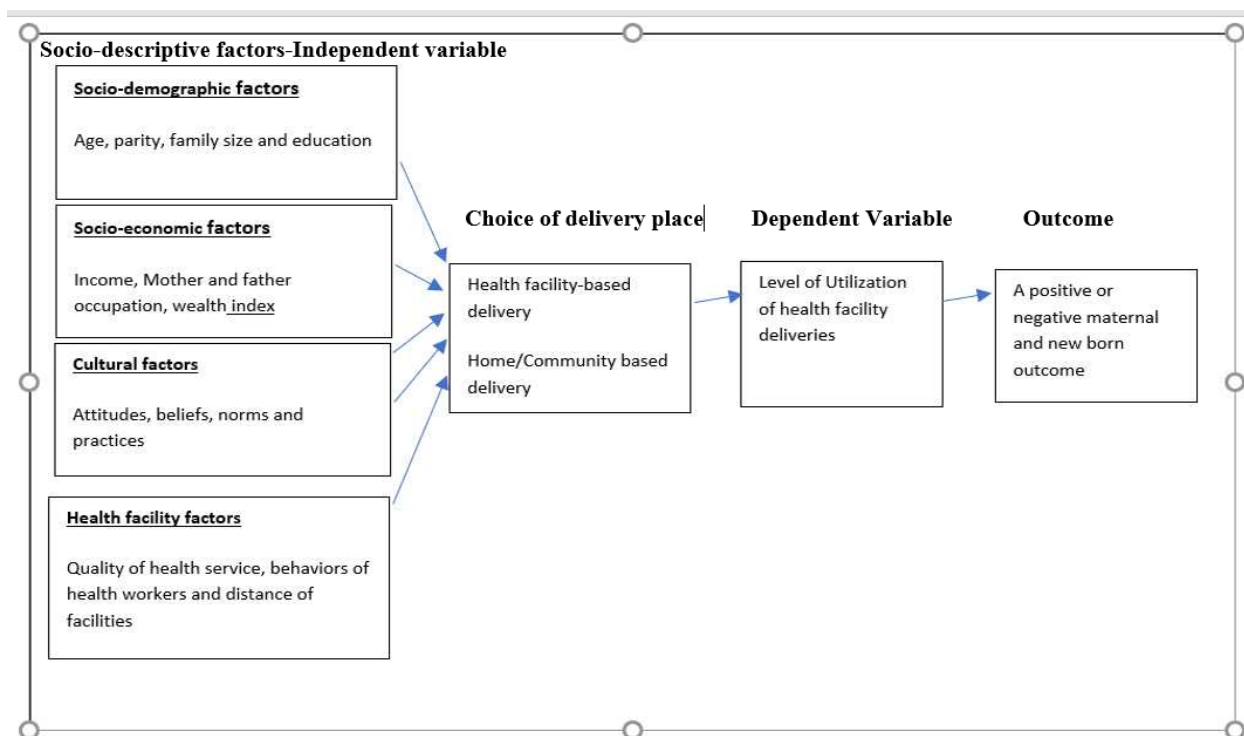 Socio-descriptive factors-Independent variable
Socio-demographic factors
Age, parity, family size and education
Socio-economic factors
Income, Mother and father
occupation, wealth index
Cultural factors
Attitudes, beliefs, norms and
practices
Health facility factors
Quality of health service, behaviors of
health workers and distance of
facilities
Choice of delivery place
Health facility-based
delivery
Home/Community based
delivery
Dependent Variable
Level of Utilization
of health facility
deliveries
Outcome
A positive or
negative maternal
and new born
outcome